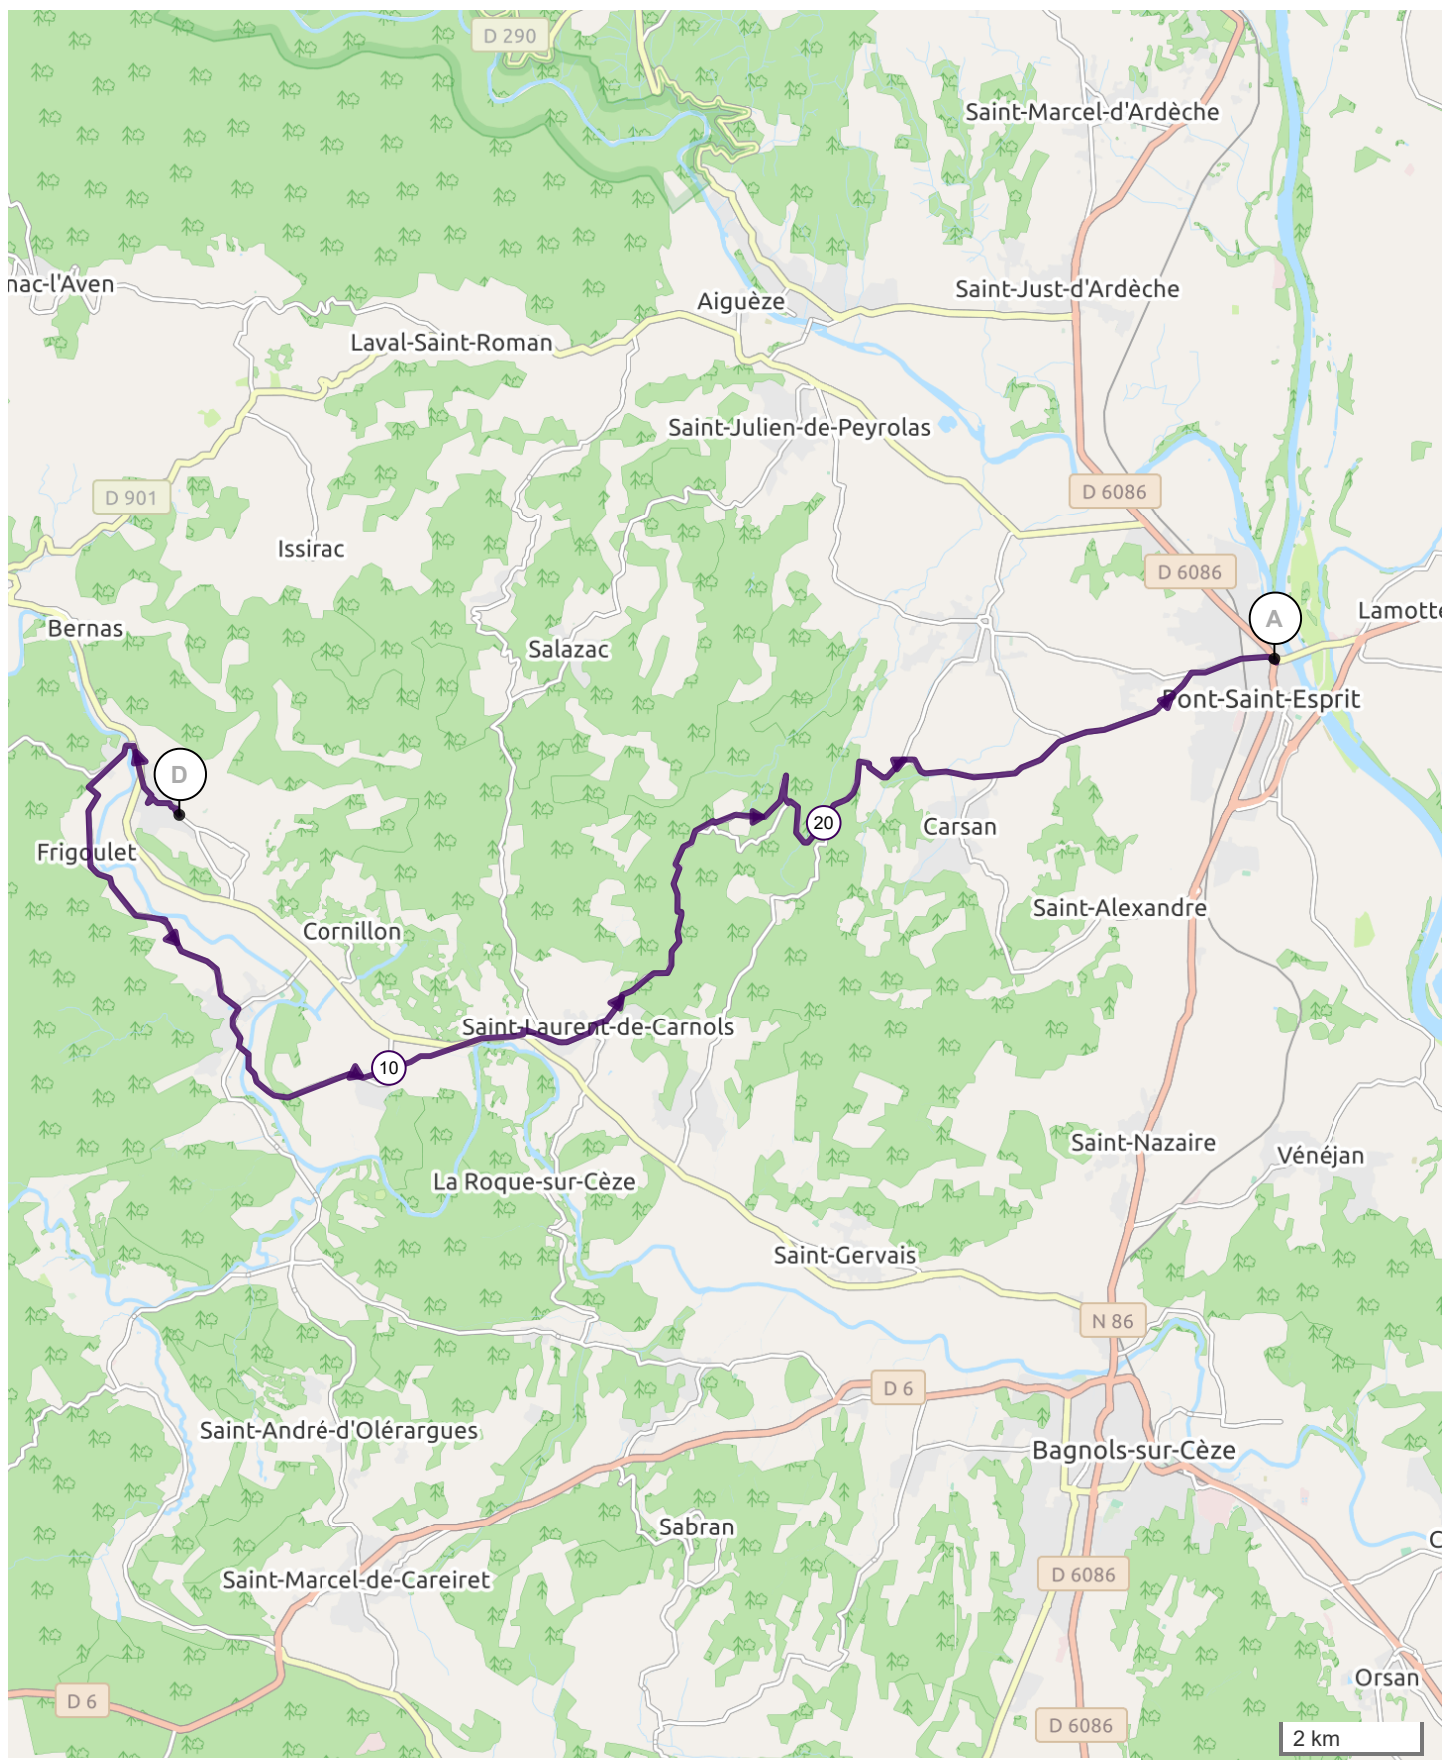 D 290
Saint-Marcel-d'Ardèche
nac-l'Aven
Aiguèze
Saint-Just-d'Ardèche
Laval-Saint-Roman
Saint-Julien-de-Peyrolas
D 901
D 6086
Issirac
D 6086
Bernas
Salazac
A
Lamotte
Pont-Saint-Esprit
D
20
Carsan
Frigoulet
Saint-Alexandre
Cornillon
Saint-Laurent-de-Carnols
10
Saint-Nazaire
Vénéjan
La Roque-sur-Cèze
Saint-Gervais
N 86
D 6
Saint-André-d'Olérargues
Bagnols-sur-Cèze
Sabran
Saint-Marcel-de-Careiret
D 6086
Orsan
D 6
D 6086
2 km